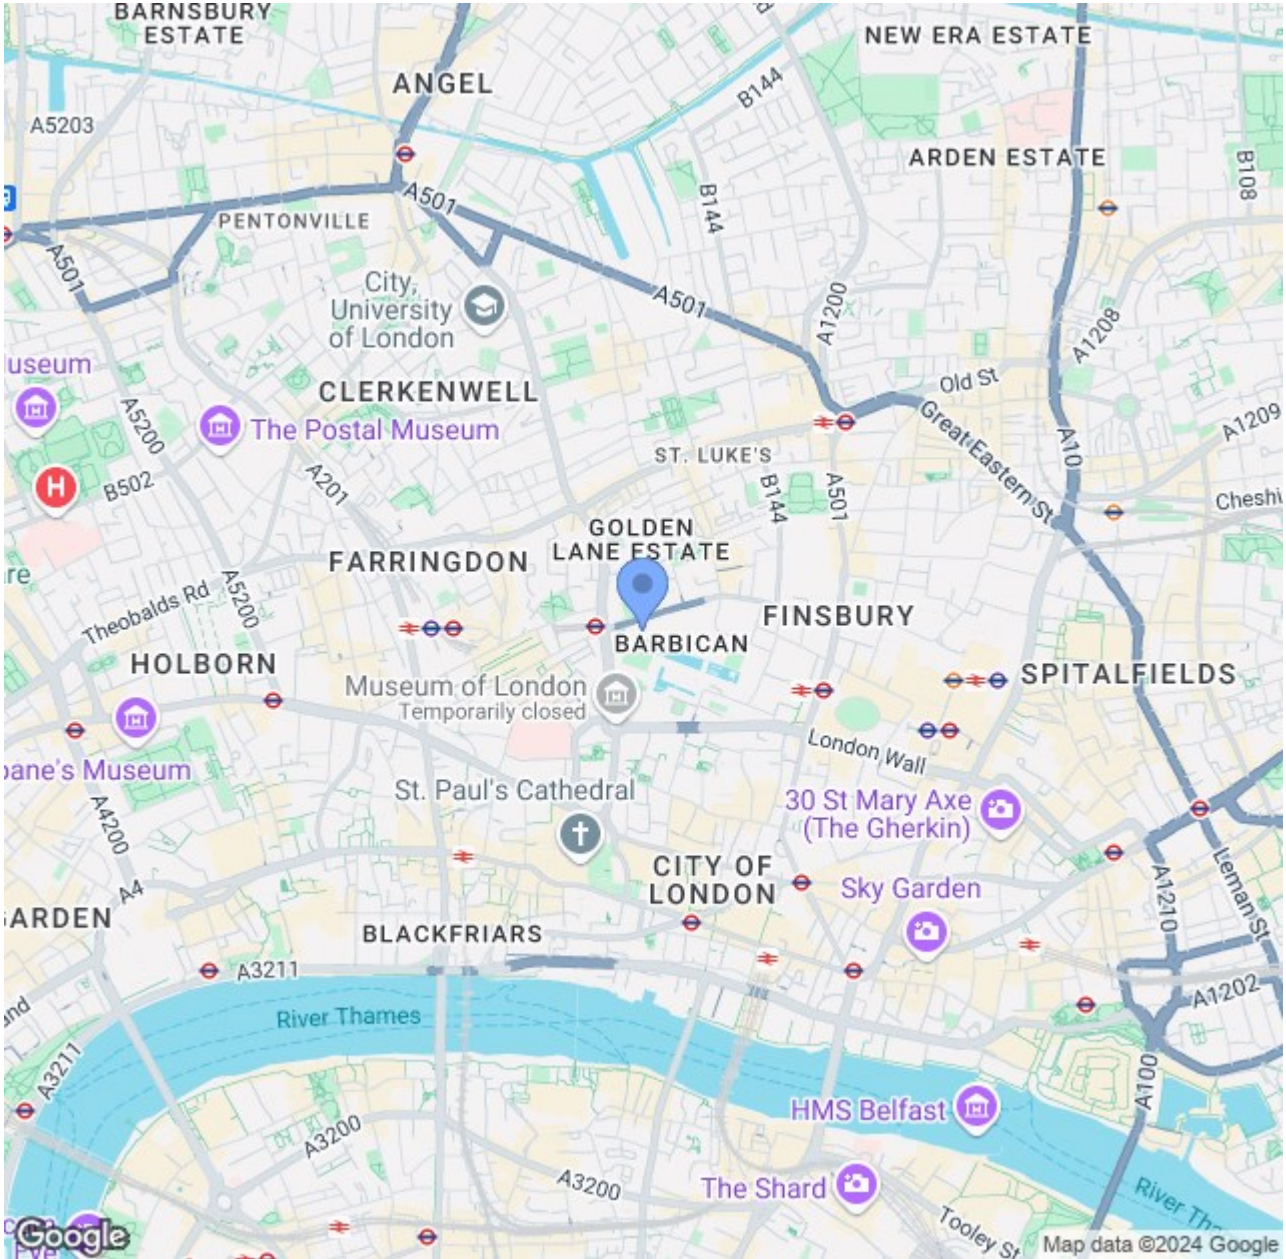 BARNSBURY
ESTATE
NEW ERA ESTATE
ANGEL
B144
A5203
ARDEN ESTATE
B108
A501
B144
PENTONVILLE
A501
City,
University
of London
A501
A1200
A1208
useum
CLERKENWELL
Old St
A5200
The Postal Museum
Great Eastern St
A10
A1209
ST. LUKE'S
A201
B502
B144
A501
Cheshi
GOLDEN
LANE ESTATE
FARRINGDON
re
Theobalds Rd
A5200
FINSBURY
BARBICAN
HOLBORN
SPITALFIELDS
Museum of London
Temporarily closed
London Wall
oane's Museum
St. Paul's Cathedral
30 St Mary Axe
(The Gherkin)
A4200
CITY OF
LONDON
A4
Sky Garden
A1210
Leman St
GARDEN
BLACKFRIARS
A3211
A1202
and
River Thames
A3211
A100
HMS Belfast
A3200
A3200
The Shard
River Tha
Tooley St
Google
Eye
Map data ©2024 Google